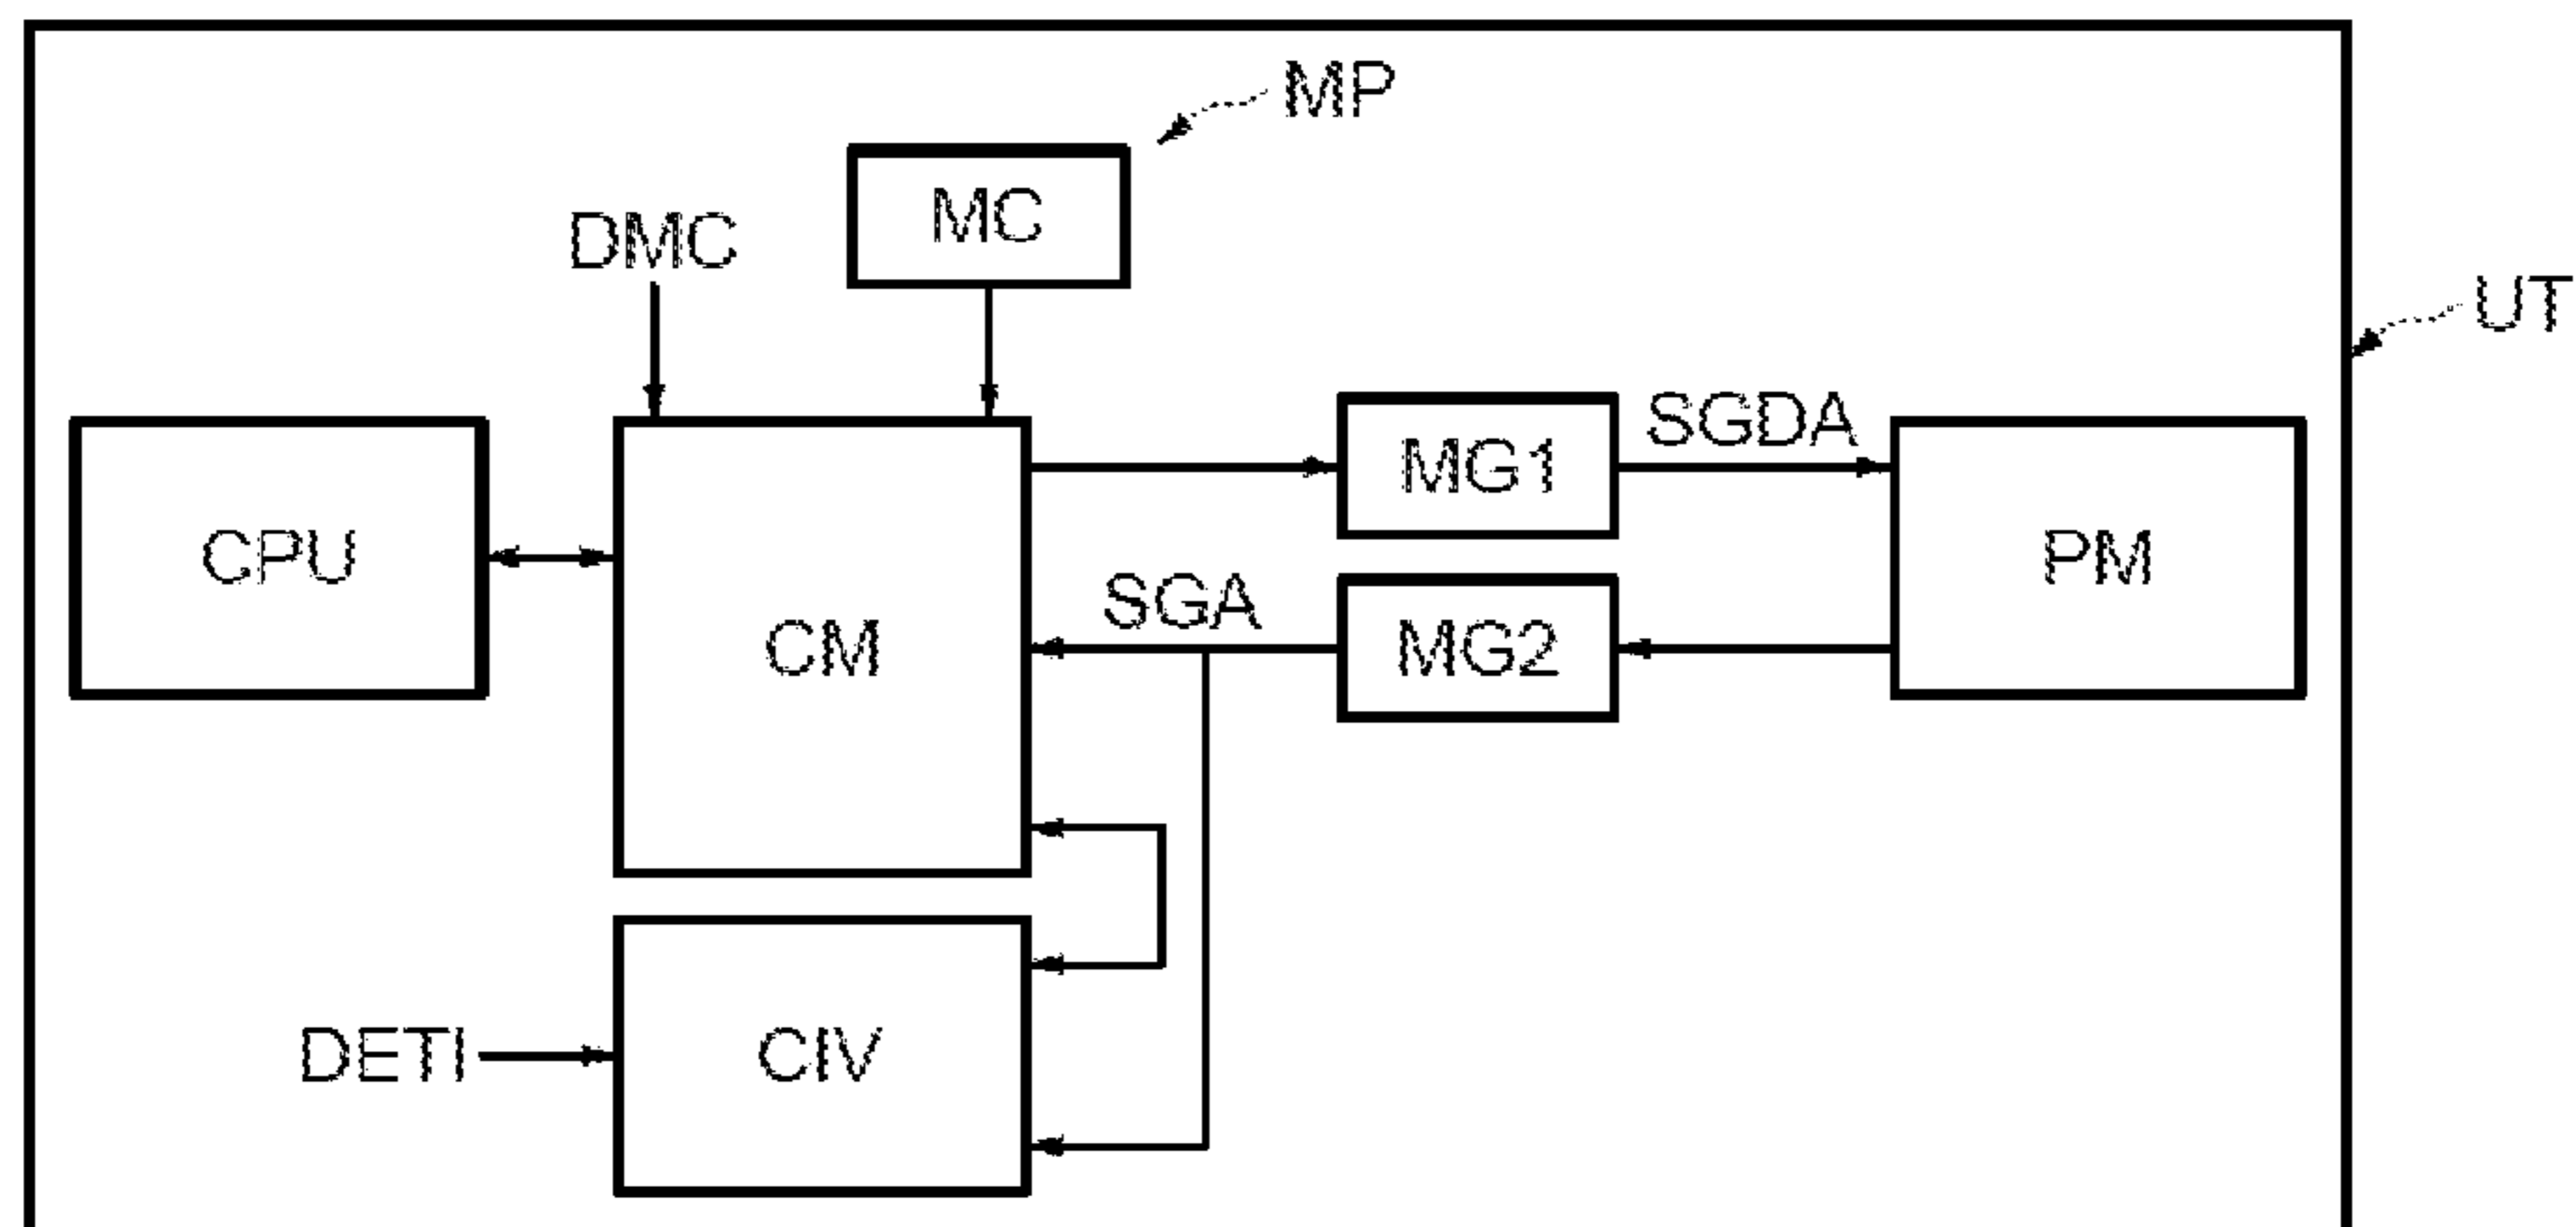 MP
MC
DMC
UT
SGDA
MG1
CPU
PM
SGA
CM
MG2
DETI
CIV